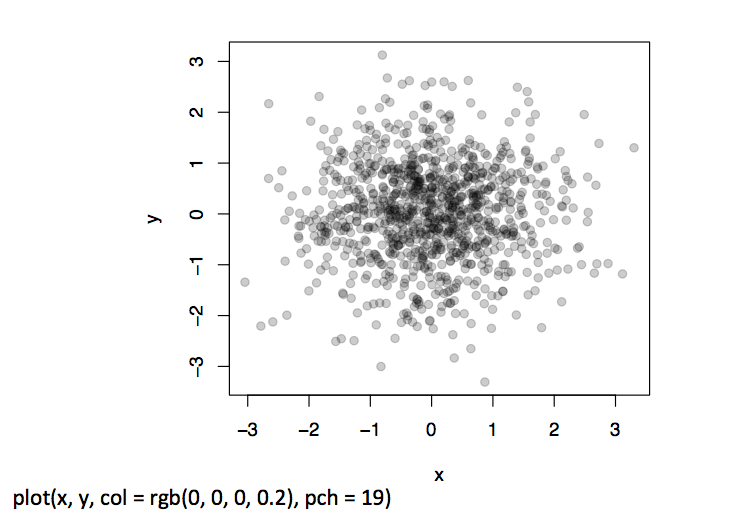 3
2
1
0
−1
−2
−3
y
−3 −2 −1 0 1 2 3
x
plot(x, y, col = rgb(0, 0, 0, 0.2), pch = 19)